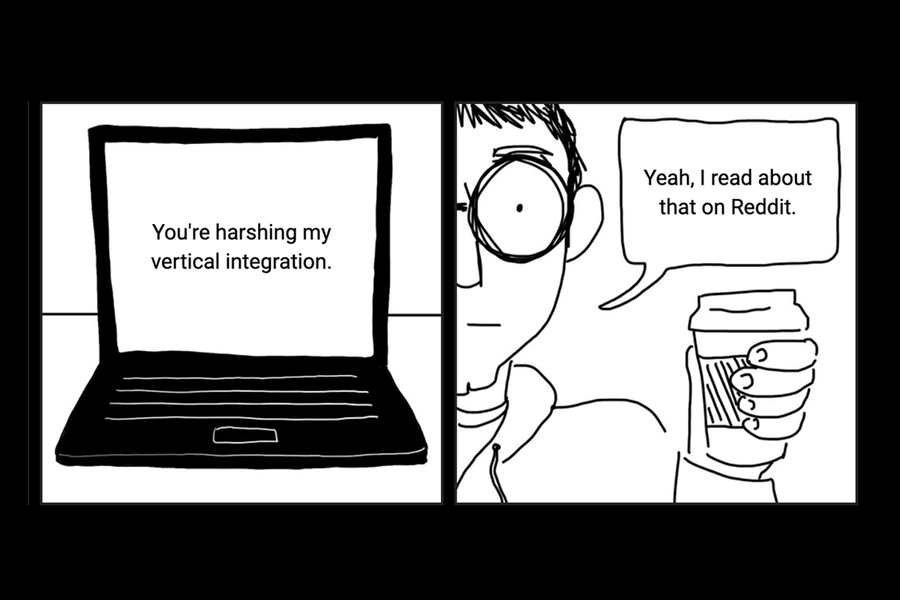 You're harshing my
vertical integration.
Yeah, I read about
that on Reddit.